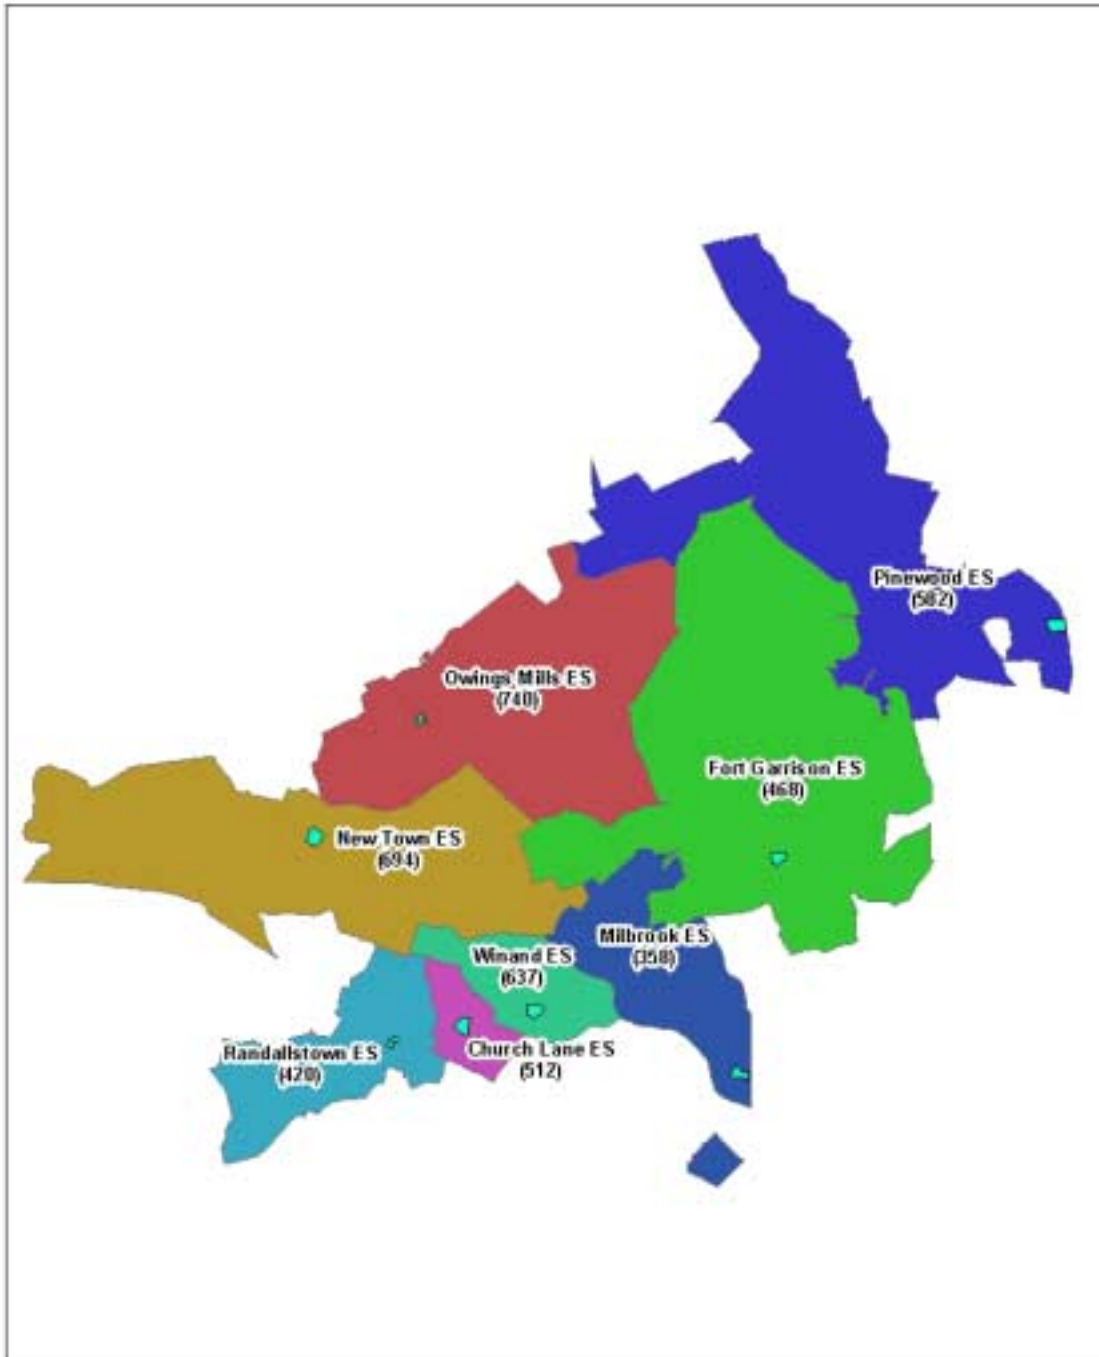 Pinewood ES
(582)
Owings Mills ES
(740)
Fort Garrison ES
(468)
New Town ES
(694)
Milbrook ES
(358)
Winand ES
(637)
Randallstown ES
(420)
Church Lane ES
(512)